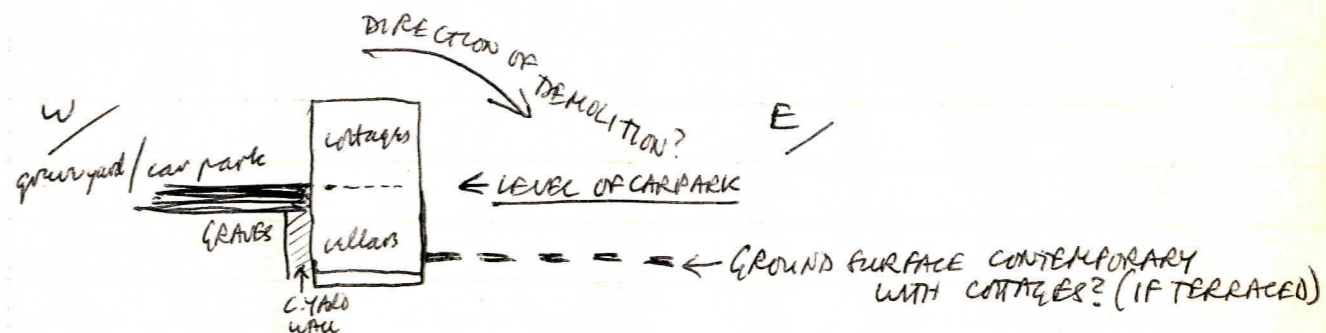 DIRECTION OF
DEMOLITION?
W/
E/
graveyard/car park
cottages
← LEVEL OF CARPARK
GRAVES
cellars
← GROUND SURFACE CONTEMPORARY
WITH COTTAGES? (IF TERRACED)
C.YARD
WALL